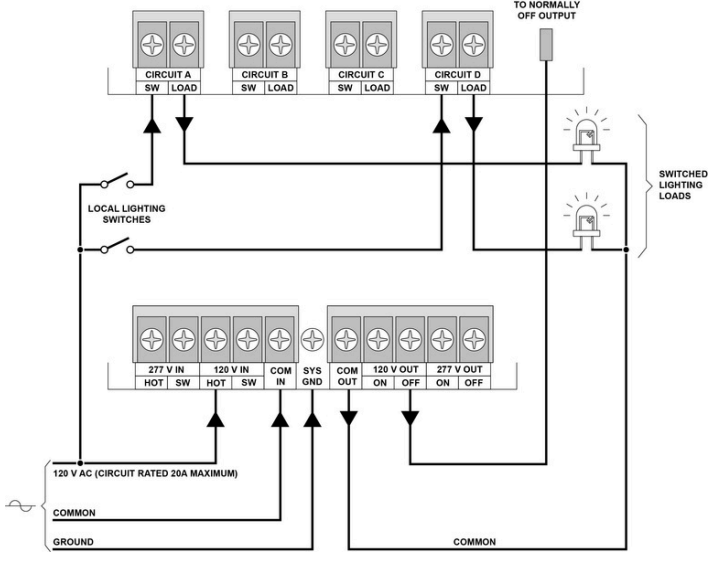 TO NORMALLY
OFF OUTPUT
CIRCUIT A CIRCUIT B CIRCUIT C CIRCUIT D
SW LOAD SW LOAD SW LOAD SW LOAD
SWITCHED
LIGHTING
LOADS
LOCAL LIGHTING
SWITCHES
277 V IN 120 V IN COM IN SYS GND COM OUT 120 V OUT 277 V OUT
HOT SW HOT SW ON OFF ON OFF
120 V AC (CIRCUIT RATED 20A MAXIMUM)
COMMON
GROUND
COMMON